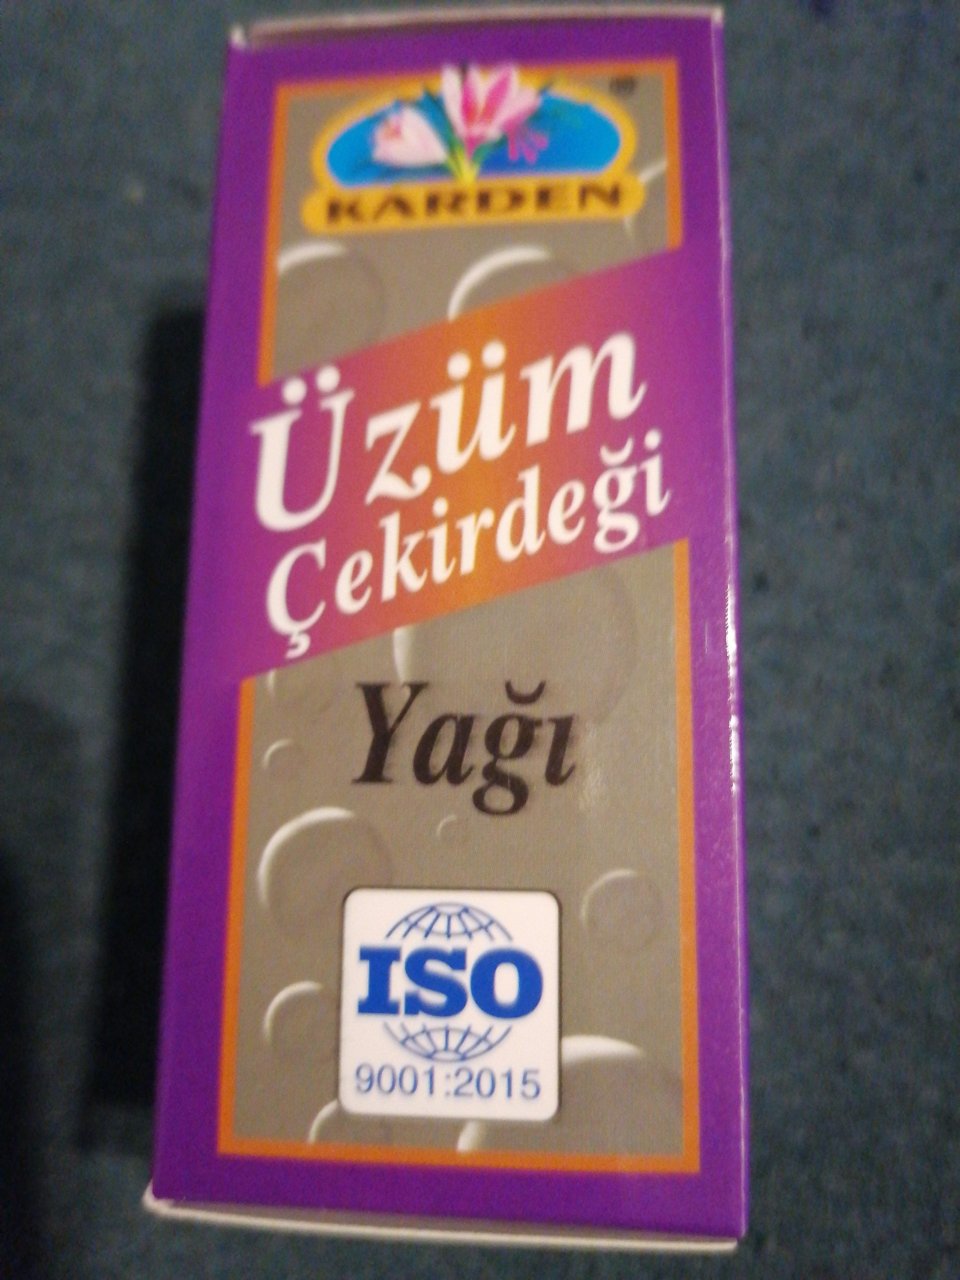 KARDEN
Üzüm
Çekirdeği
Yağı
ISO
9001:2015